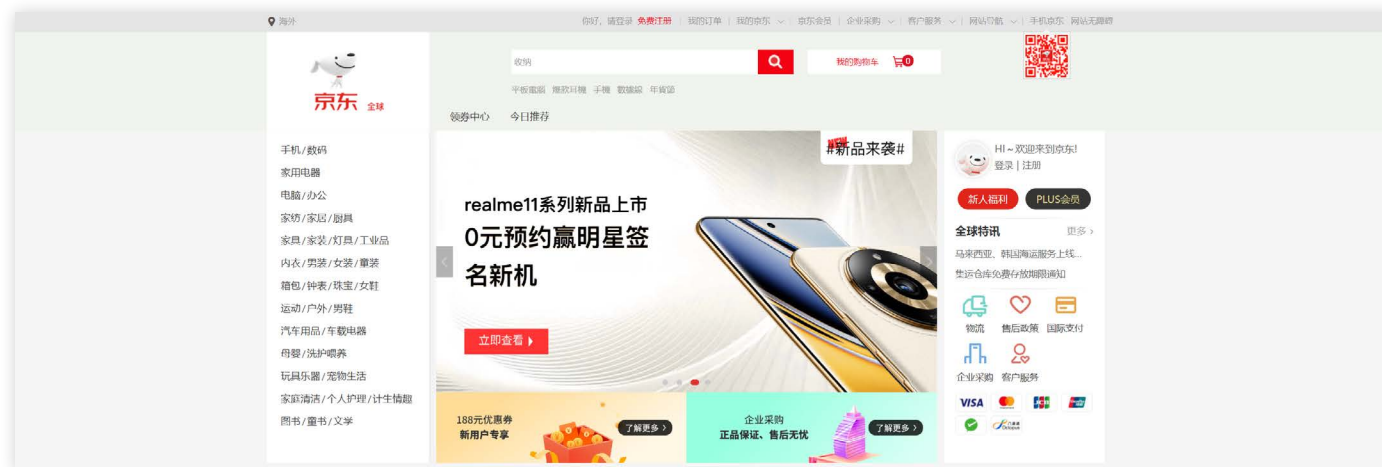 海外
你好，请登录 免费注册 我的订单 我的京东 京东会员 企业采购 客户服务 网站导航 手机京东 网站无障碍
京东 全球
收纳
我的购物车 0
平板電腦 爆款耳機 手機 數據線 年貨節
领券中心 今日推荐
手机/数码
家用电器
电脑/办公
家纺/家居/厨具
家具/家装/灯具/工业品
内衣/男装/女装/童装
箱包/钟表/珠宝/女鞋
运动/户外/男鞋
汽车用品/车载电器
母婴/洗护喂养
玩具乐器/宠物生活
家庭清洁/个人护理/计生情趣
图书/童书/文学
NEW
#新品来袭#
realme11系列新品上市
0元预约赢明星签
名新机
立即查看
188元优惠券
新用户专享
了解更多
企业采购
正品保证、售后无忧
了解更多
HI ~ 欢迎来到京东!
登录 | 注册
新人福利 PLUS会员
全球特讯 更多
马来西亚、韩国海运服务上线...
集运仓库免费存放期限通知
物流 售后政策 国际支付
企业采购 客户服务
VISA JCB